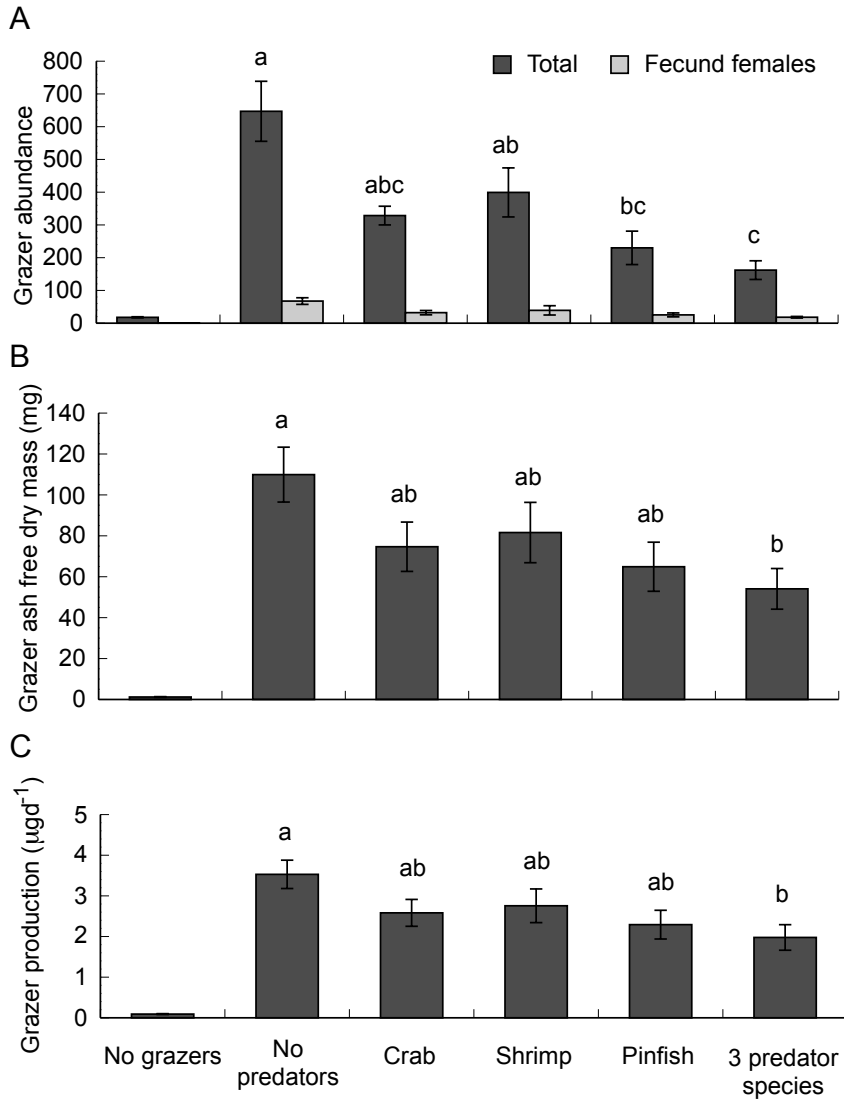 A
Grazer abundance
800
700
600
500
400
300
200
100
0
Total
Fecund females
a
abc
ab
bc
c
B
Grazer ash free dry mass (mg)
140
120
100
80
60
40
20
0
a
ab
ab
ab
b
C
Grazer production (μgd⁻¹)
5
4
3
2
1
0
a
ab
ab
ab
b
No grazers
No
predators
Crab
Shrimp
Pinfish
3 predator
species